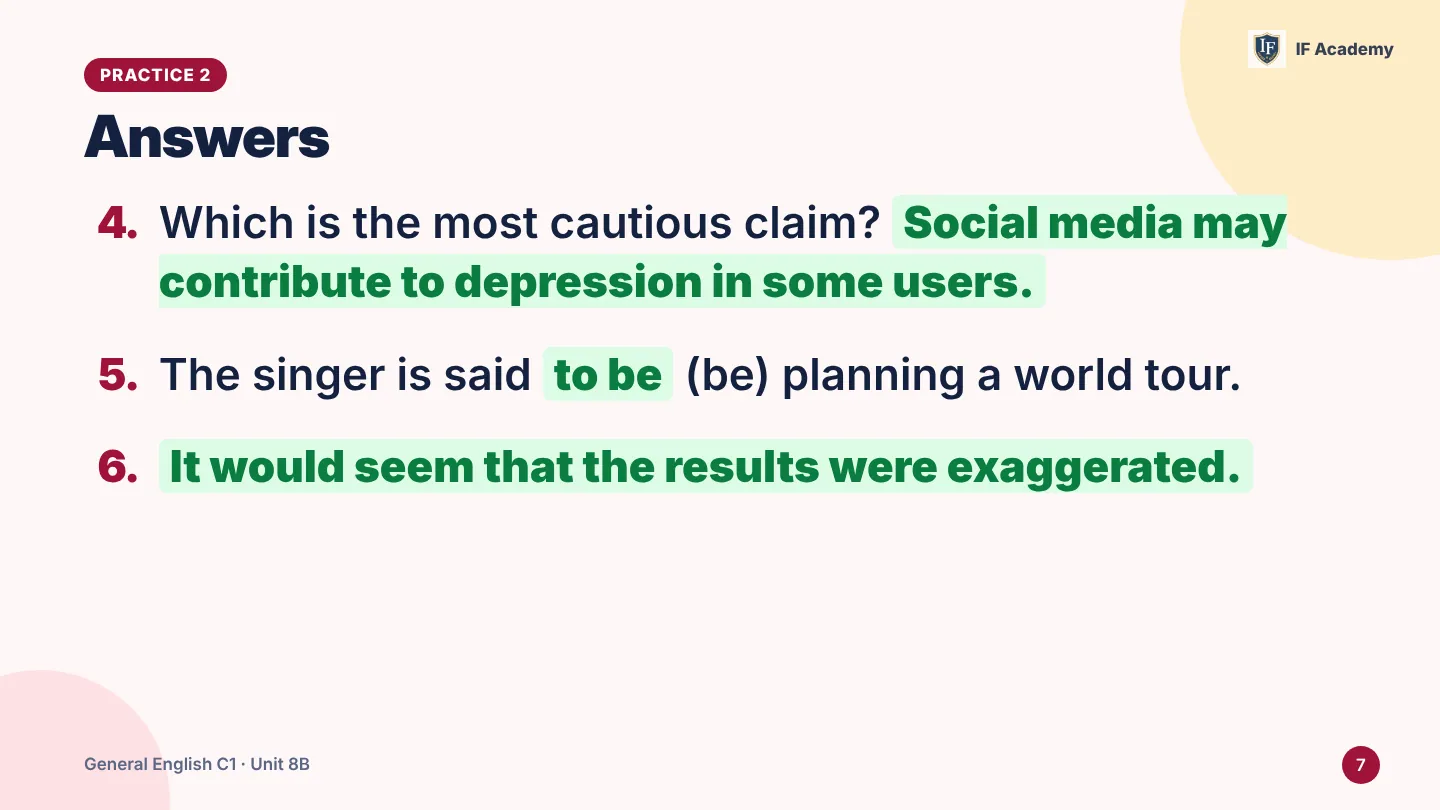 IF
IF Academy
PRACTICE 2
Answers
4. Which is the most cautious claim? Social media may
contribute to depression in some users.
5. The singer is said to be (be) planning a world tour.
6. It would seem that the results were exaggerated.
General English C1 · Unit 8B
7